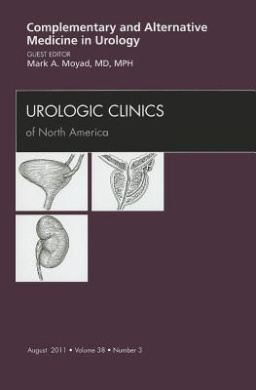 Complementary and Alternative
Medicine in Urology
GUEST EDITOR
Mark A. Moyad, MD, MPH
UROLOGIC CLINICS
of North America
August 2011 • Volume 38 • Number 3